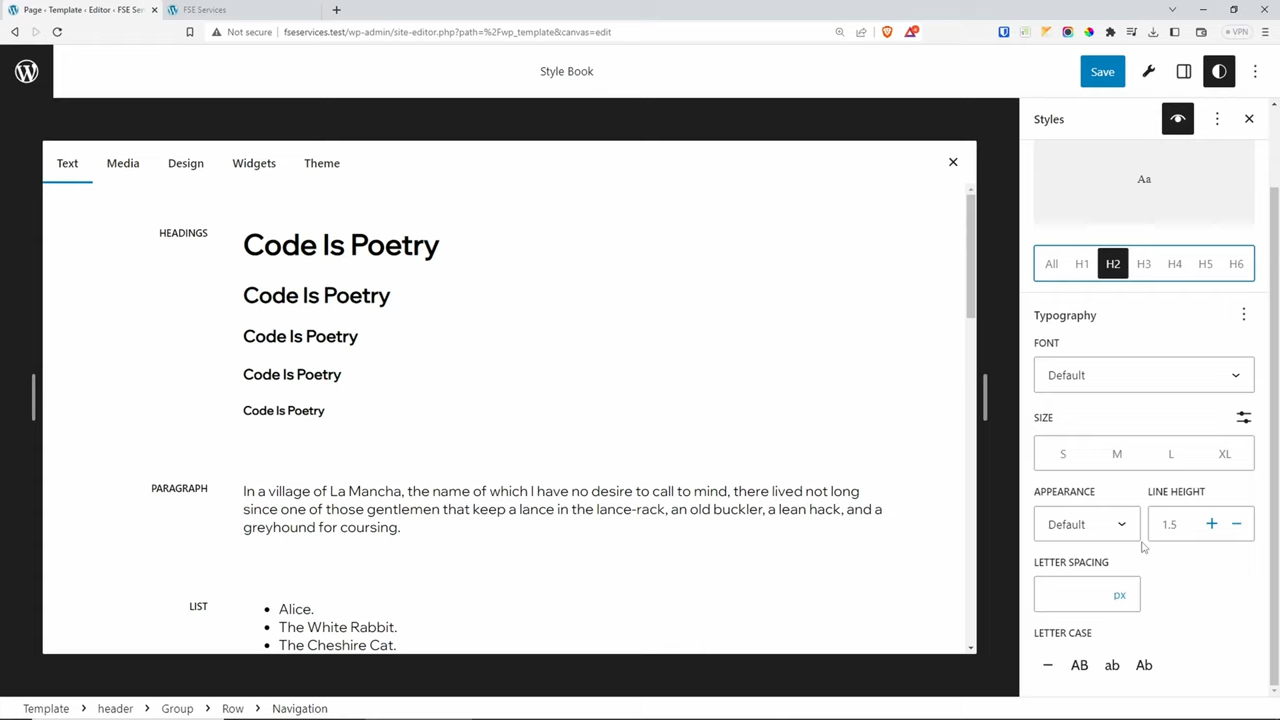 Page ‹ Template ‹ Editor ‹ FSE Ser
FSE Services
Not secure
fseservices.test/wp-admin/site-editor.php?path=%2Fwp_template&canvas=edit
VPN
Style Book
Save
Styles
Text
Media
Design
Widgets
Theme
Aa
HEADINGS
Code Is Poetry
Code Is Poetry
Code Is Poetry
Code Is Poetry
Code Is Poetry
All
H1
H2
H3
H4
H5
H6
Typography
FONT
Default
SIZE
S
M
L
XL
PARAGRAPH
In a village of La Mancha, the name of which I have no desire to call to mind, there lived not long
since one of those gentlemen that keep a lance in the lance-rack, an old buckler, a lean hack, and a
greyhound for coursing.
APPEARANCE
LINE HEIGHT
Default
1.5
LETTER SPACING
px
LIST
Alice.
The White Rabbit.
The Cheshire Cat.
LETTER CASE
AB
ab
Ab
Template
header
Group
Row
Navigation